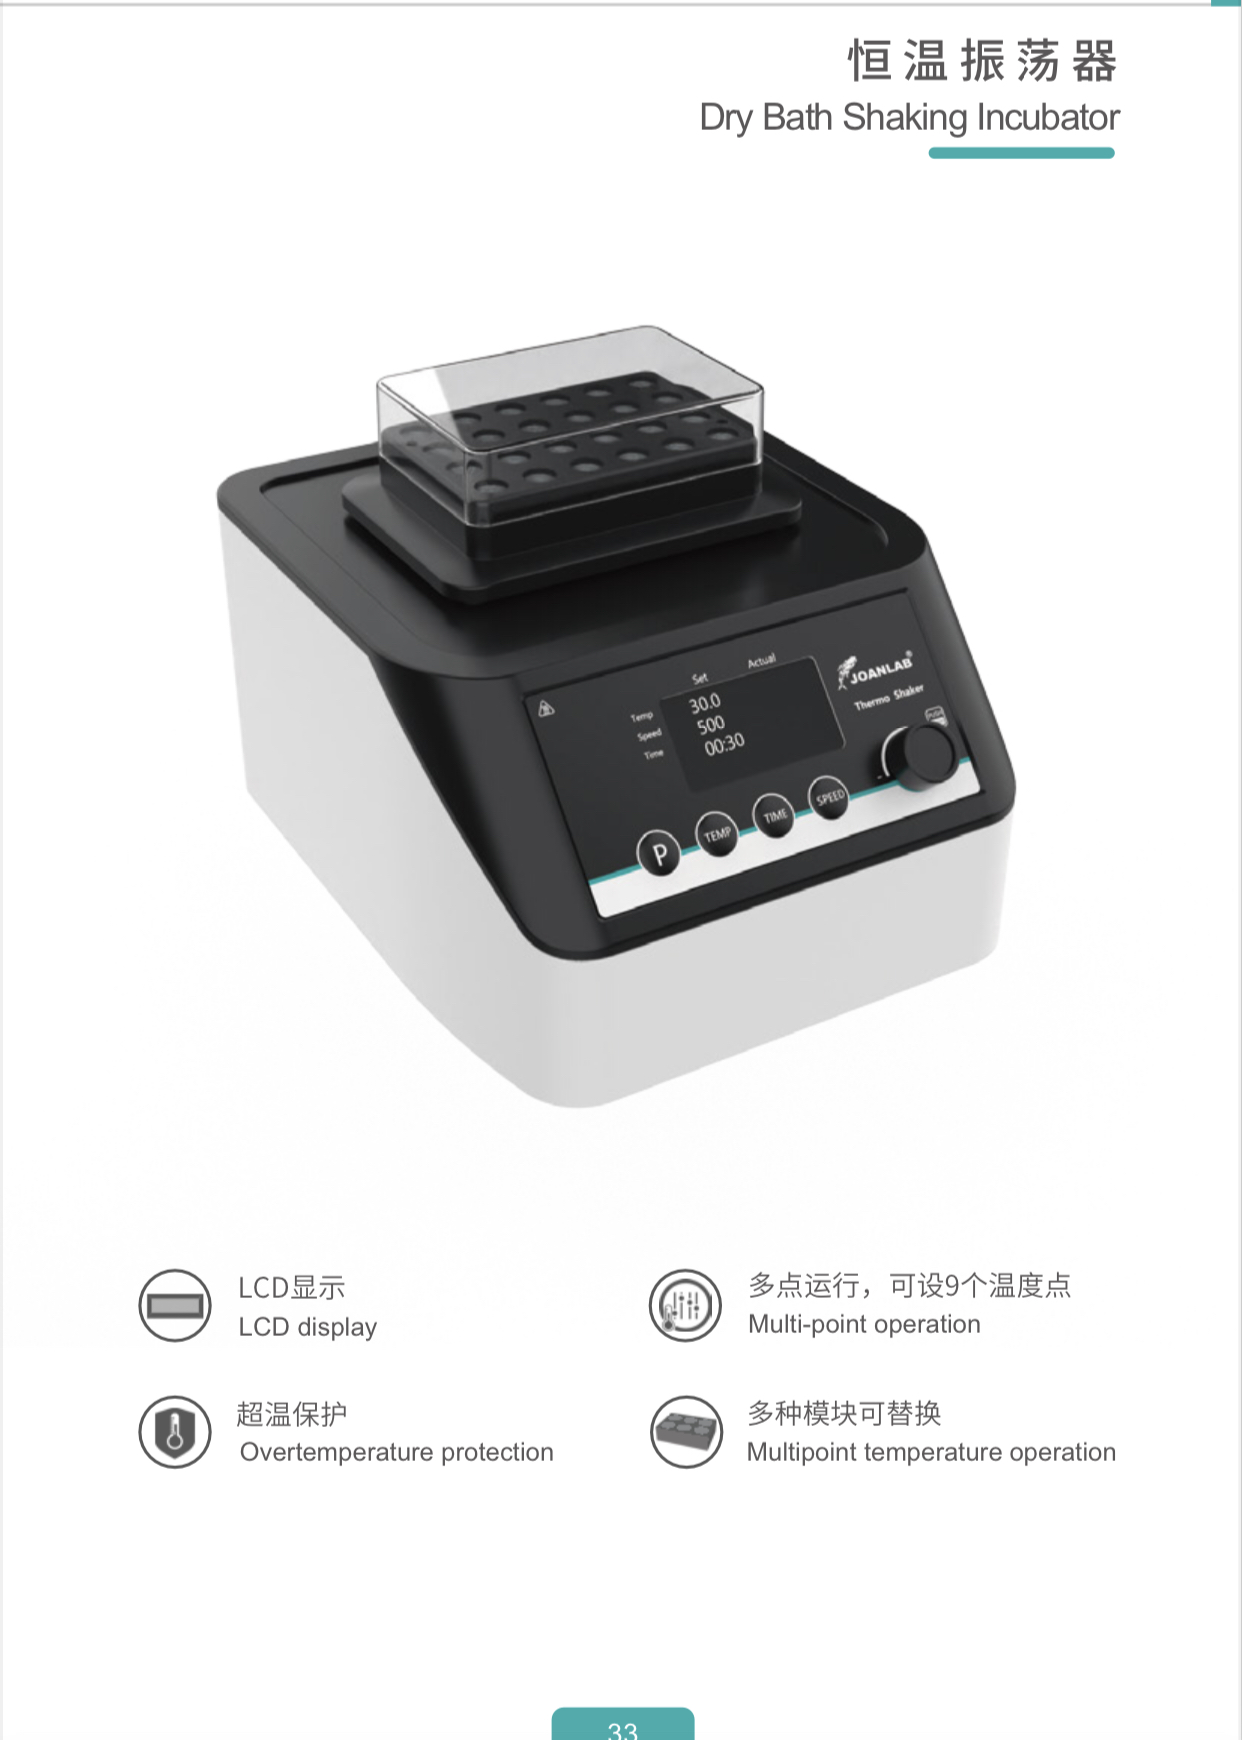 恒温振荡器
Dry Bath Shaking Incubator
Set
Actual
Temp
30.0
Speed
500
Time
00:30
JOANLAB®
Thermo Shaker
PUSH
P
TEMP
TIME
SPEED
LCD显示
LCD display
多点运行，可设9个温度点
Multi-point operation
超温保护
Overtemperature protection
多种模块可替换
Multipoint temperature operation
33